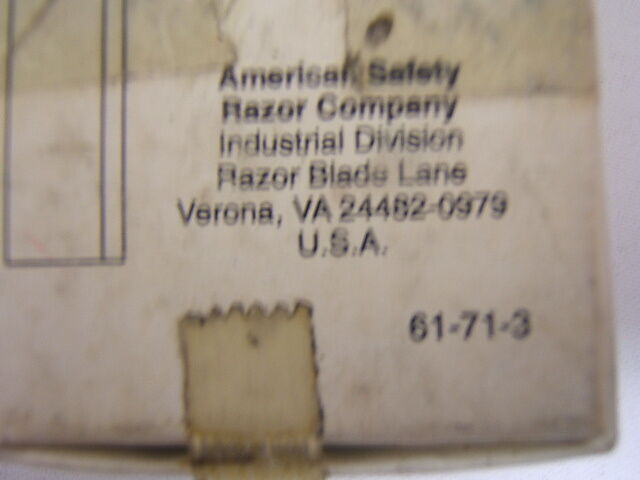 American Safety
Razor Company
Industrial Division
Razor Blade Lane
Verona, VA 24482-0979
U.S.A.
61-71-3